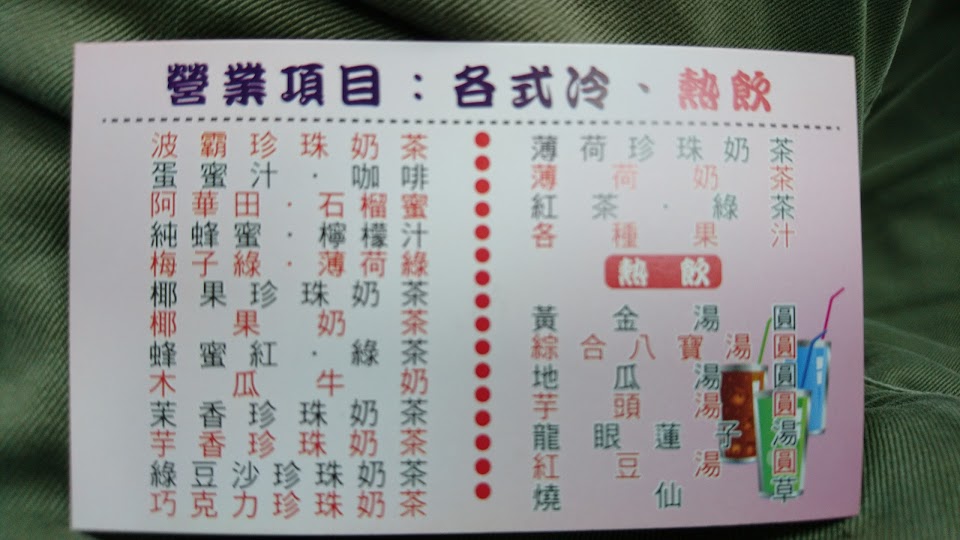 營業項目：各式冷、熱飲
波霸珍珠奶茶
蛋蜜汁．咖啡
阿華田．石榴蜜
純蜂蜜．檸檬汁
梅子綠．薄荷綠
椰果珍珠奶茶
椰果奶茶
蜂蜜紅．綠茶
木瓜牛奶
茉香珍珠奶茶
芋香珍珠奶茶
綠豆沙珍珠奶茶
巧克力珍珠奶茶
薄荷珍珠奶茶
薄荷奶茶
紅茶．綠茶
各種果汁
熱飲
黃金湯圓
綜合八寶湯圓
地瓜湯圓
芋頭湯圓
龍眼蓮子湯
紅豆湯圓
燒仙草